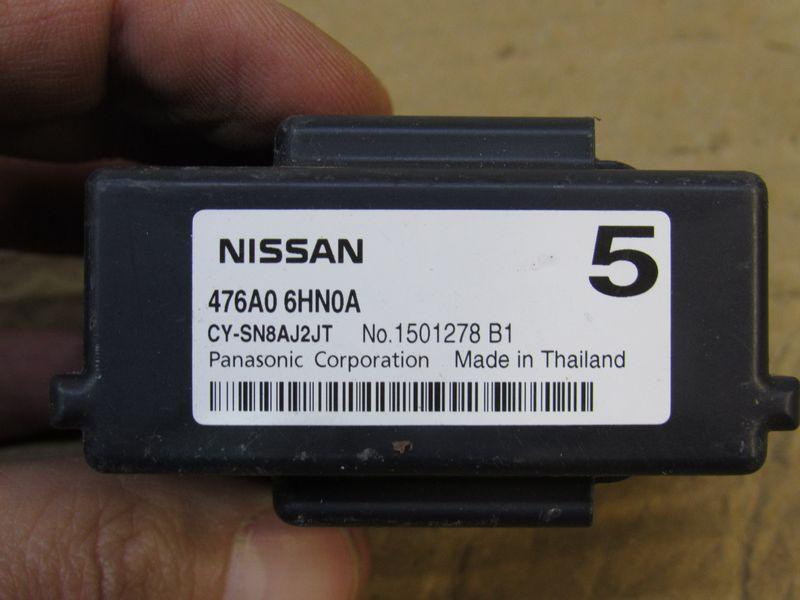 NISSAN
5
476A0 6HN0A
CY-SN8AJ2JT No.1501278 B1
Panasonic Corporation Made in Thailand